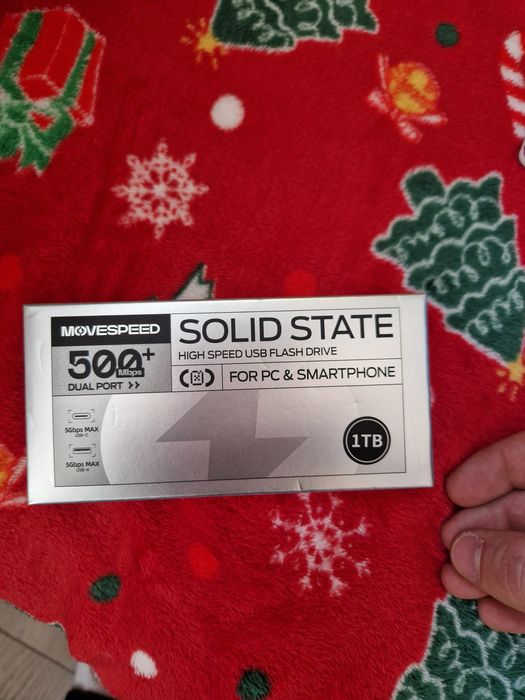 MOVESPEED
500+
Mbps
DUAL PORT >>
SOLID STATE
HIGH SPEED USB FLASH DRIVE
FOR PC & SMARTPHONE
5Gbps MAX
USB-C
5Gbps MAX
USB-A
1TB